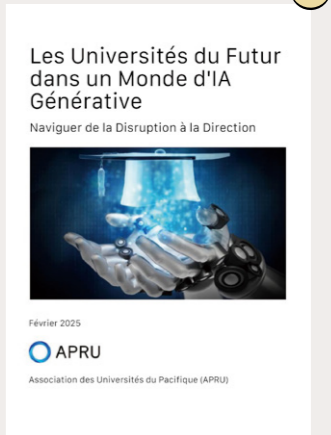 Les Universités du Futur
dans un Monde d'IA
Générative
Naviguer de la Disruption à la Direction
Février 2025
APRU
Association des Universités du Pacifique (APRU)